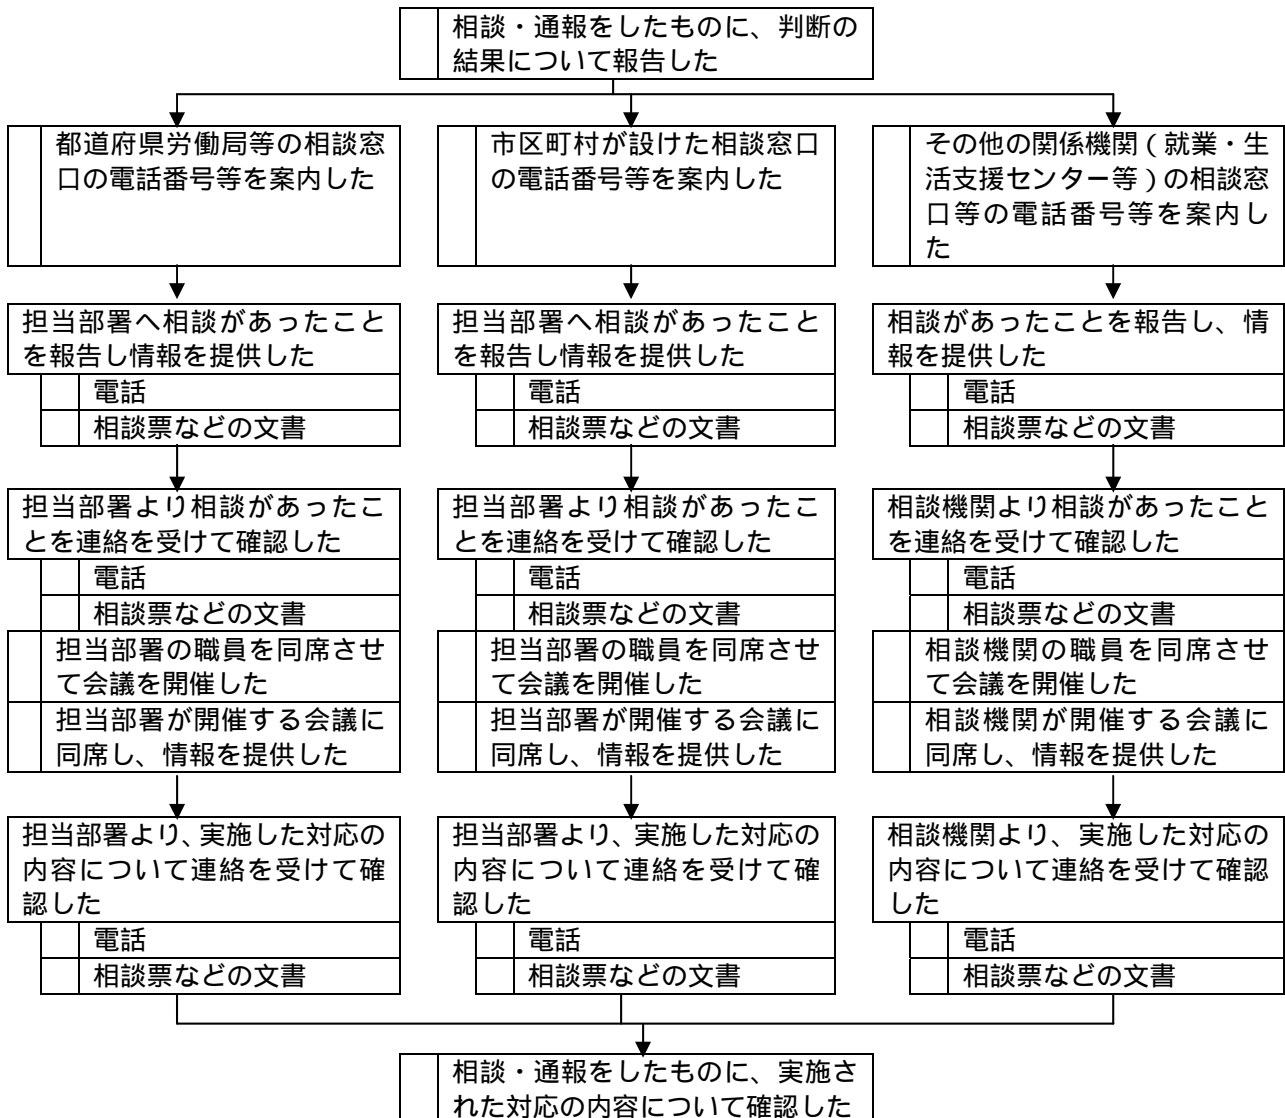 相談・通報をしたものに、判断の
結果について報告した
都道府県労働局等の相談窓
口の電話番号等を案内した
市区町村が設けた相談窓口
の電話番号等を案内した
その他の関係機関(就業・生
活支援センター等)の相談窓
口等の電話番号等を案内し
た
担当部署へ相談があったこと
を報告し情報を提供した
電話
相談票などの文書
担当部署へ相談があったこと
を報告し情報を提供した
電話
相談票などの文書
相談があったことを報告し、情
報を提供した
電話
相談票などの文書
担当部署より相談があったこ
とを連絡を受けて確認した
電話
相談票などの文書
担当部署の職員を同席させ
て会議を開催した
担当部署が開催する会議に
同席し、情報を提供した
担当部署より相談があったこ
とを連絡を受けて確認した
電話
相談票などの文書
担当部署の職員を同席させ
て会議を開催した
担当部署が開催する会議に
同席し、情報を提供した
相談機関より相談があったこと
を連絡を受けて確認した
電話
相談票などの文書
相談機関の職員を同席させ
て会議を開催した
相談機関が開催する会議に
同席し、情報を提供した
担当部署より、実施した対応の
内容について連絡を受けて確
認した
電話
相談票などの文書
担当部署より、実施した対応の
内容について連絡を受けて確
認した
電話
相談票などの文書
相談機関より、実施した対応の
内容について連絡を受けて確認
した
電話
相談票などの文書
相談・通報をしたものに、実施さ
れた対応の内容について確認した